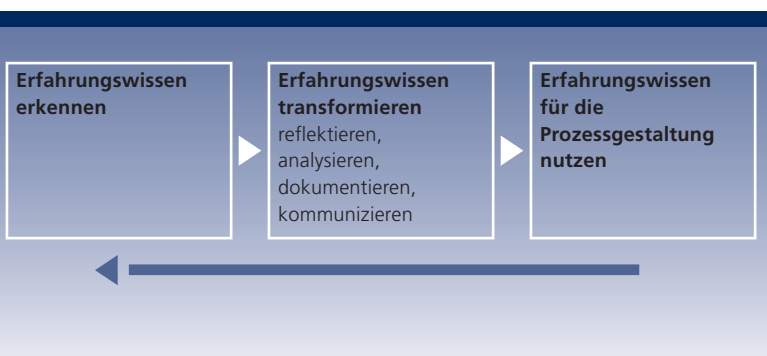 Erfahrungswissen
erkennen
Erfahrungswissen
transformieren
reflektieren,
analysieren,
dokumentieren,
kommunizieren
Erfahrungswissen
für die
Prozessgestaltung
nutzen